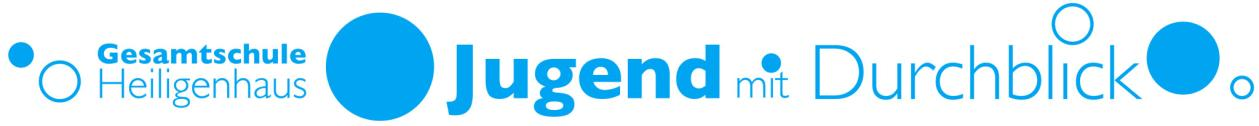 Gesamtschule
Heiligenhaus
Jugend mit Durchblick